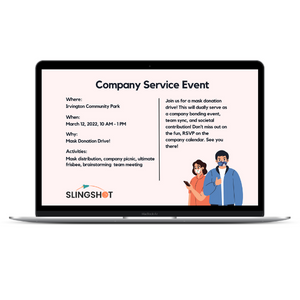 Company Service Event
Where:
Irvington Community Park
When:
March 12, 2022, 10 AM - 1 PM
Why:
Mask Donation Drive!
Activities:
Mask distribution, company picnic, ultimate
frisbee, brainstorming team meeting
Join us for a mask donation
drive! This will dually serve as
a company bonding event,
team sync, and societal
contribution! Don't miss out on
the fun, RSVP on the
company calendar. See you
there!
SLINGSHOT